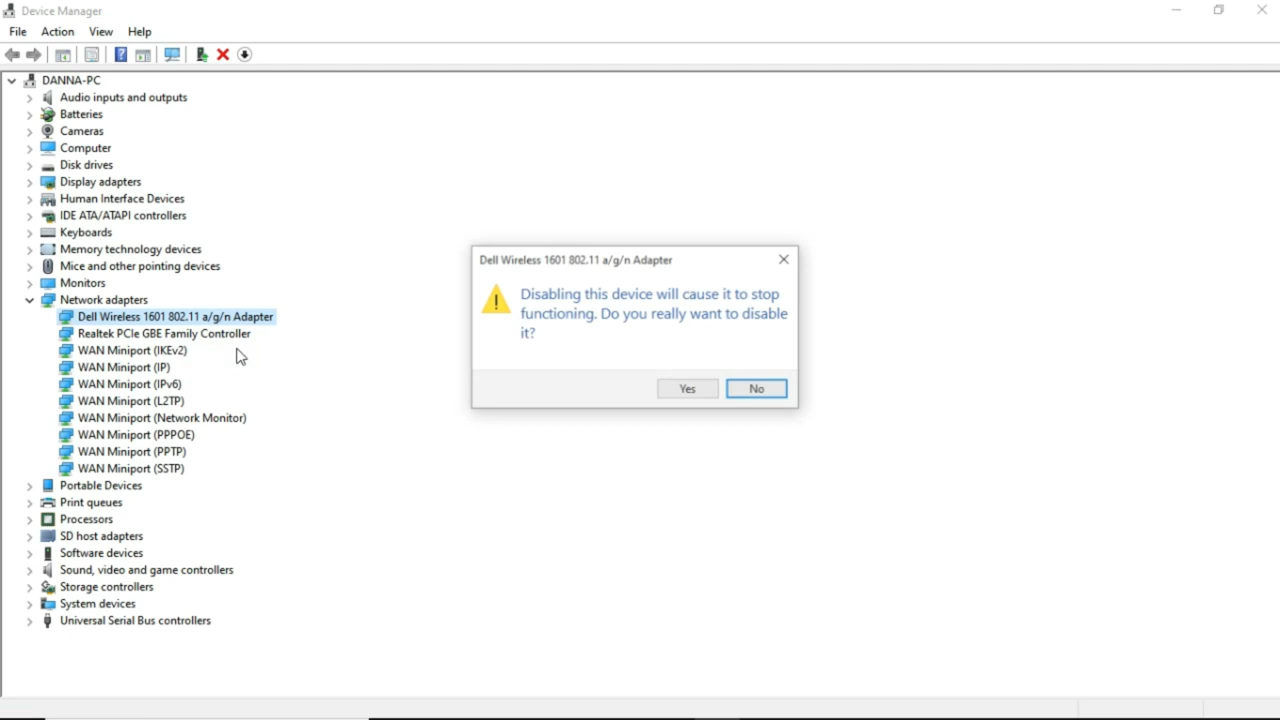 Device Manager
File Action View Help
DANNA-PC
Audio inputs and outputs
Batteries
Cameras
Computer
Disk drives
Display adapters
Human Interface Devices
IDE ATA/ATAPI controllers
Keyboards
Memory technology devices
Mice and other pointing devices
Monitors
Network adapters
Dell Wireless 1601 802.11 a/g/n Adapter
Realtek PCIe GBE Family Controller
WAN Miniport (IKEv2)
WAN Miniport (IP)
WAN Miniport (IPv6)
WAN Miniport (L2TP)
WAN Miniport (Network Monitor)
WAN Miniport (PPPOE)
WAN Miniport (PPTP)
WAN Miniport (SSTP)
Portable Devices
Print queues
Processors
SD host adapters
Software devices
Sound, video and game controllers
Storage controllers
System devices
Universal Serial Bus controllers
Dell Wireless 1601 802.11 a/g/n Adapter
Disabling this device will cause it to stop
functioning. Do you really want to disable
it?
Yes No